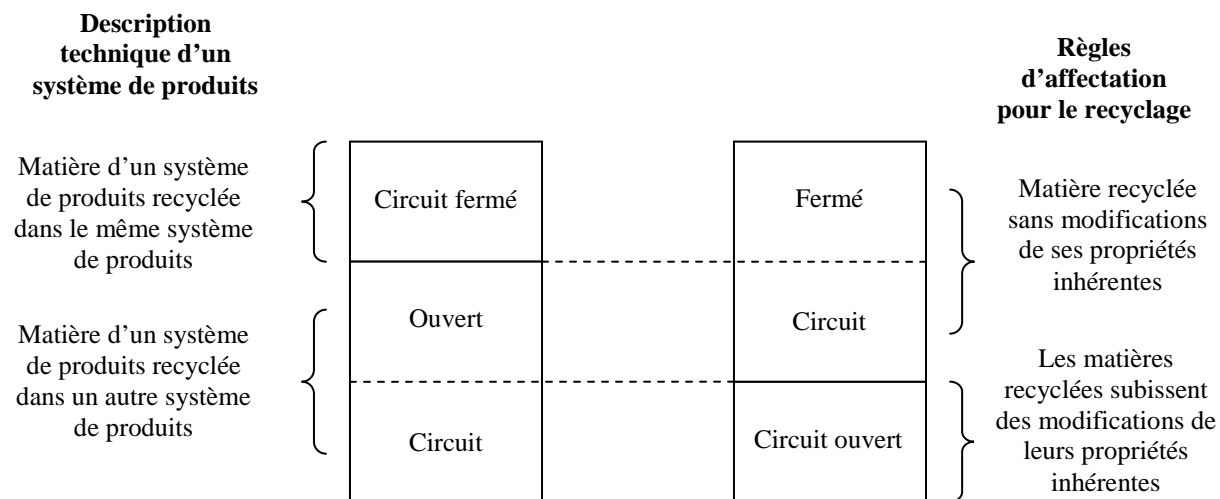 Description
technique d’un
système de produits
Règles
d’affectation
pour le recyclage
Matière d’un système
de produits recyclée
dans le même système
de produits
Circuit fermé
Fermé
Matière recyclée
sans modifications
de ses propriétés
inhérentes
Matière d’un système
de produits recyclée
dans un autre système
de produits
Ouvert
Circuit
Circuit
Circuit ouvert
Les matières
recyclées subissent
des modifications de
leurs propriétés
inhérentes